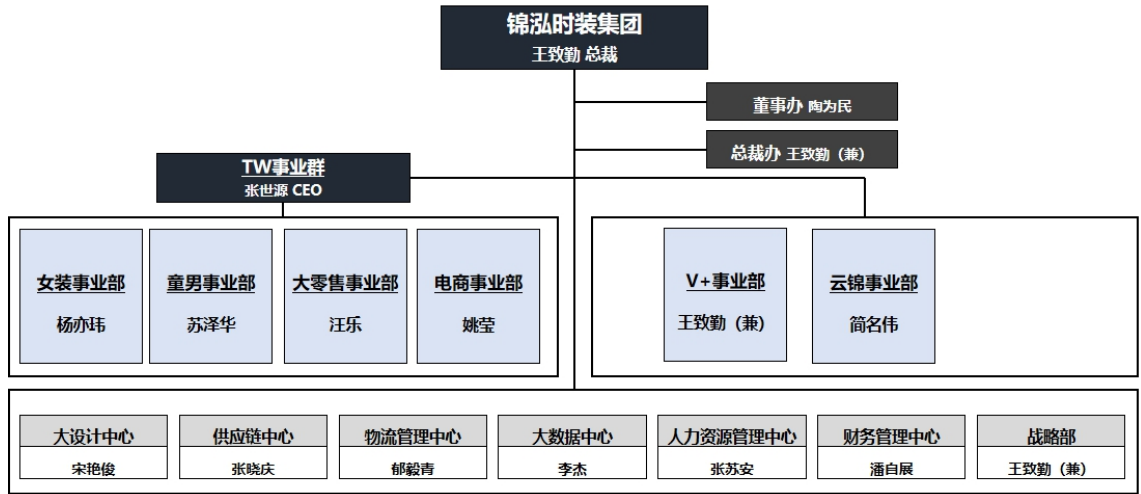 锦泓时装集团
王致勤 总裁
董事办 陶为民
总裁办 王致勤（兼）
TW事业群
张世源 CEO
女装事业部
杨亦玮
童男事业部
苏泽华
大零售事业部
汪乐
电商事业部
姚莹
V+事业部
王致勤（兼）
云锦事业部
简名伟
大设计中心
宋艳俊
供应链中心
张晓庆
物流管理中心
郁毅青
大数据中心
李杰
人力资源管理中心
张苏安
财务管理中心
潘自展
战略部
王致勤（兼）